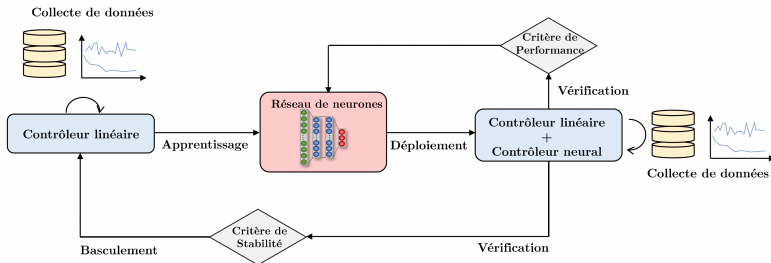 Collecte de données
Critère de
Performance
Vérification
Réseau de neurones
Contrôleur linéaire
Apprentissage
Déploiement
Contrôleur linéaire
+
Contrôleur neural
Collecte de données
Critère de
Stabilité
Basculement
Vérification